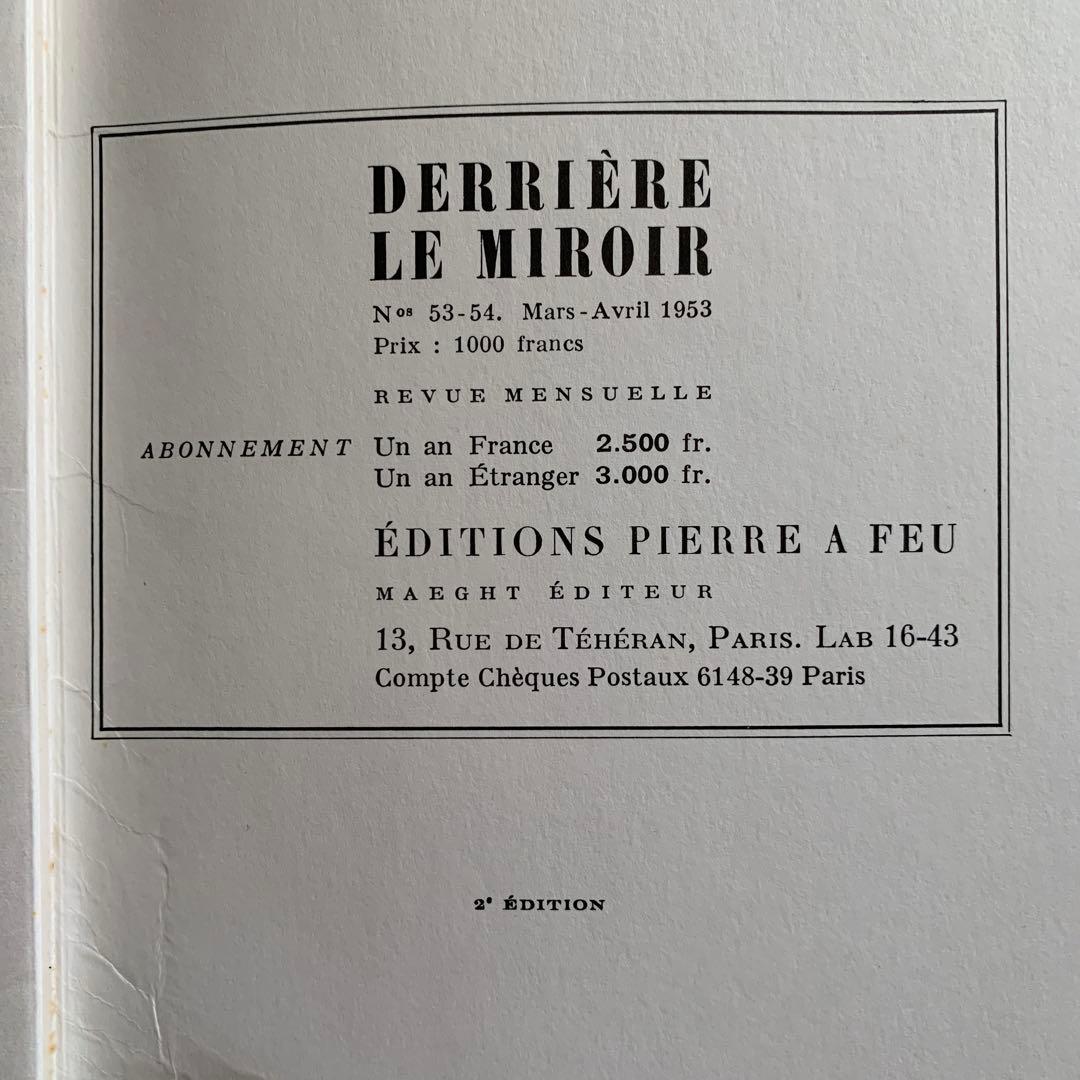 DERRIÈRE
LE MIROIR
Nos 53-54. Mars-Avril 1953
Prix : 1000 francs
REVUE MENSUELLE
ABONNEMENT Un an France 2.500 fr.
Un an Étranger 3.000 fr.
ÉDITIONS PIERRE A FEU
MAEGHT ÉDITEUR
13, RUE DE TÉHÉRAN, PARIS. LAB 16-43
Compte Chèques Postaux 6148-39 Paris
2e ÉDITION